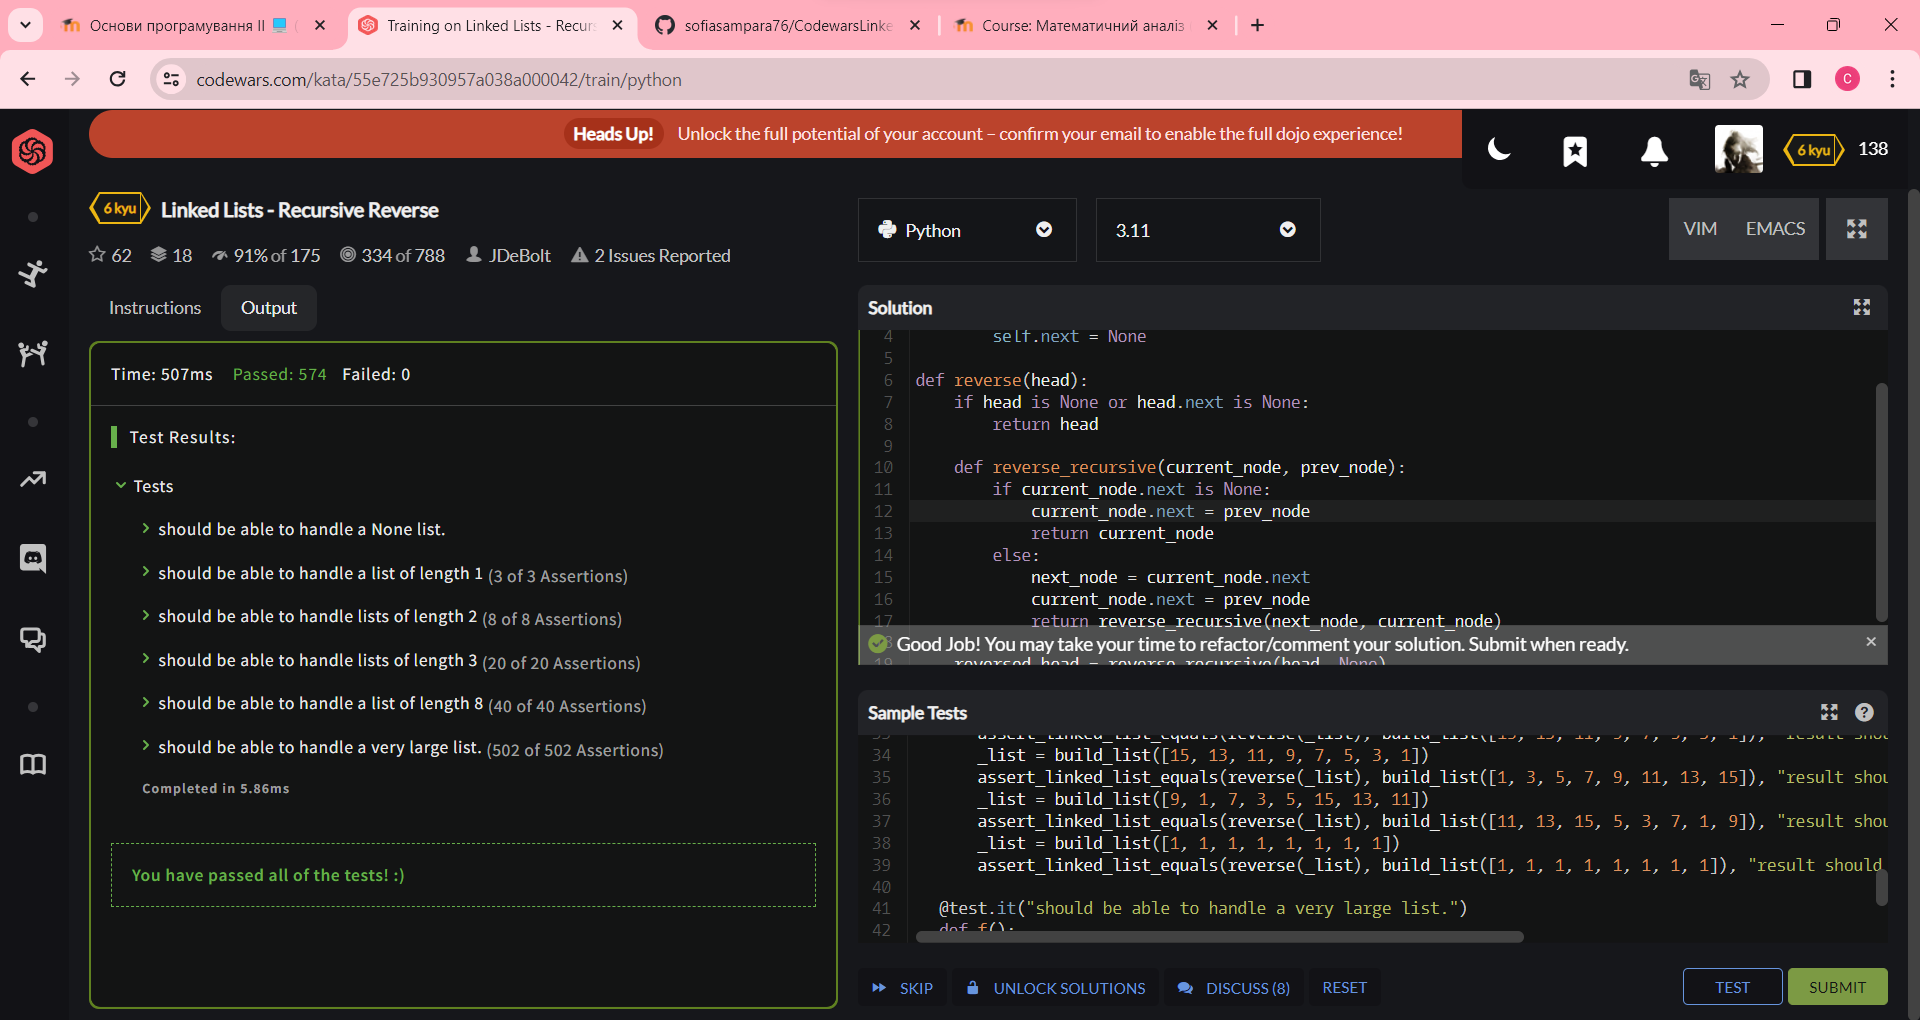 Основи програмування II
Training on Linked Lists - Recurs
sofiasampara76/CodewarsLinke
Course: Математичний аналіз
codewars.com/kata/55e725b930957a038a000042/train/python
C
Heads Up! Unlock the full potential of your account – confirm your email to enable the full dojo experience!
6 kyu
138
6 kyu Linked Lists - Recursive Reverse
62 18 91% of 175 334 of 788 JDeBolt 2 Issues Reported
Python
3.11
VIM EMACS
Instructions Output
Time: 507ms Passed: 574 Failed: 0
Test Results:
Tests
should be able to handle a None list.
should be able to handle a list of length 1 (3 of 3 Assertions)
should be able to handle lists of length 2 (8 of 8 Assertions)
should be able to handle lists of length 3 (20 of 20 Assertions)
should be able to handle a list of length 8 (40 of 40 Assertions)
should be able to handle a very large list. (502 of 502 Assertions)
Completed in 5.86ms
You have passed all of the tests! :)
Solution
4 self.next = None
5
6 def reverse(head):
7 if head is None or head.next is None:
8 return head
9
10 def reverse_recursive(current_node, prev_node):
11 if current_node.next is None:
12 current_node.next = prev_node
13 return current_node
14 else:
15 next_node = current_node.next
16 current_node.next = prev_node
17 return reverse_recursive(next_node, current_node)
Good Job! You may take your time to refactor/comment your solution. Submit when ready.
19 reversed_head = reverse_recursive(head, None)
Sample Tests
34 _list = build_list([15, 13, 11, 9, 7, 5, 3, 1])
35 assert_linked_list_equals(reverse(_list), build_list([1, 3, 5, 7, 9, 11, 13, 15]), "result shou
36 _list = build_list([9, 1, 7, 3, 5, 15, 13, 11])
37 assert_linked_list_equals(reverse(_list), build_list([11, 13, 15, 5, 3, 7, 1, 9]), "result shou
38 _list = build_list([1, 1, 1, 1, 1, 1, 1, 1])
39 assert_linked_list_equals(reverse(_list), build_list([1, 1, 1, 1, 1, 1, 1, 1]), "result should
40
41 @test.it("should be able to handle a very large list.")
42 def f():
SKIP UNLOCK SOLUTIONS DISCUSS (8) RESET
TEST SUBMIT